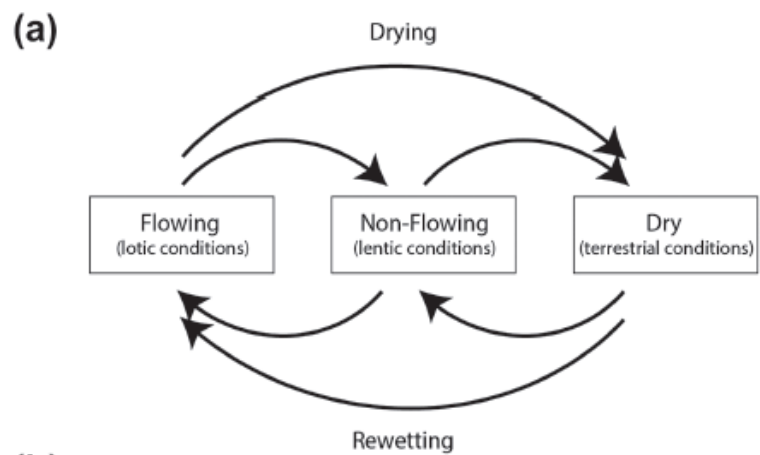 (a)
Drying
Flowing
(lotic conditions)
Non-Flowing
(lentic conditions)
Dry
(terrestrial conditions)
Rewetting